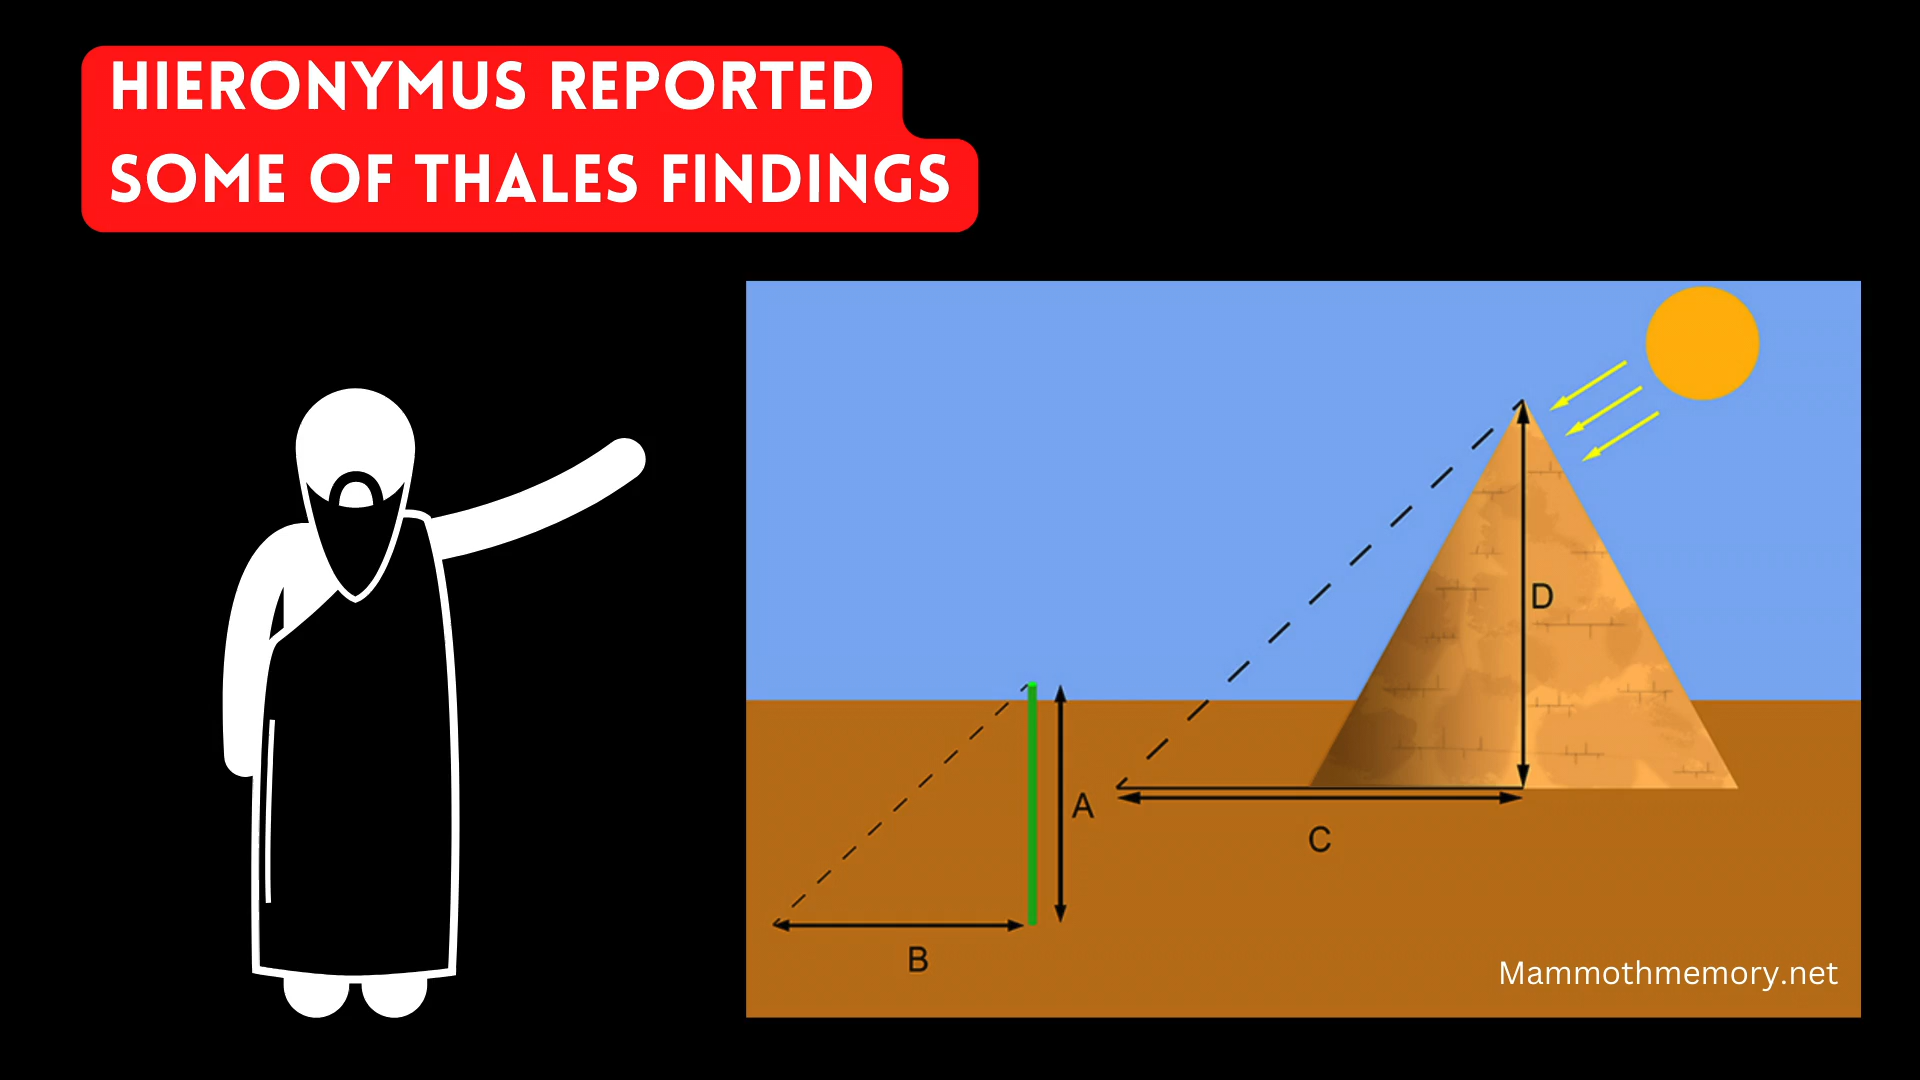 HIERONYMUS REPORTED
SOME OF THALES FINDINGS
D
A
C
B
Mammothmemory.net